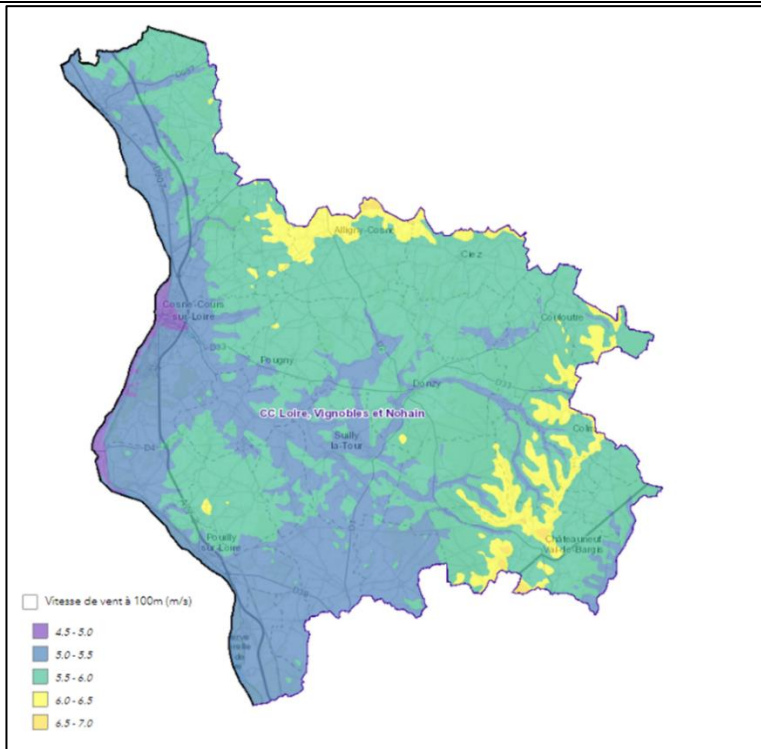 Alligny-Cosne
Ciez
Cosne-Cours
sur-Loire
Couloutre
Pougny
Donzy
CC Loire, Vignobles et Nohain
Suilly
la-Tour
Colm
Châteauneuf
Val-de-Bargis
Pouilly
sur-Loire
Vitesse de vent à 100m (m/s)
4.5 - 5.0
5.0 - 5.5
5.5 - 6.0
6.0 - 6.5
6.5 - 7.0